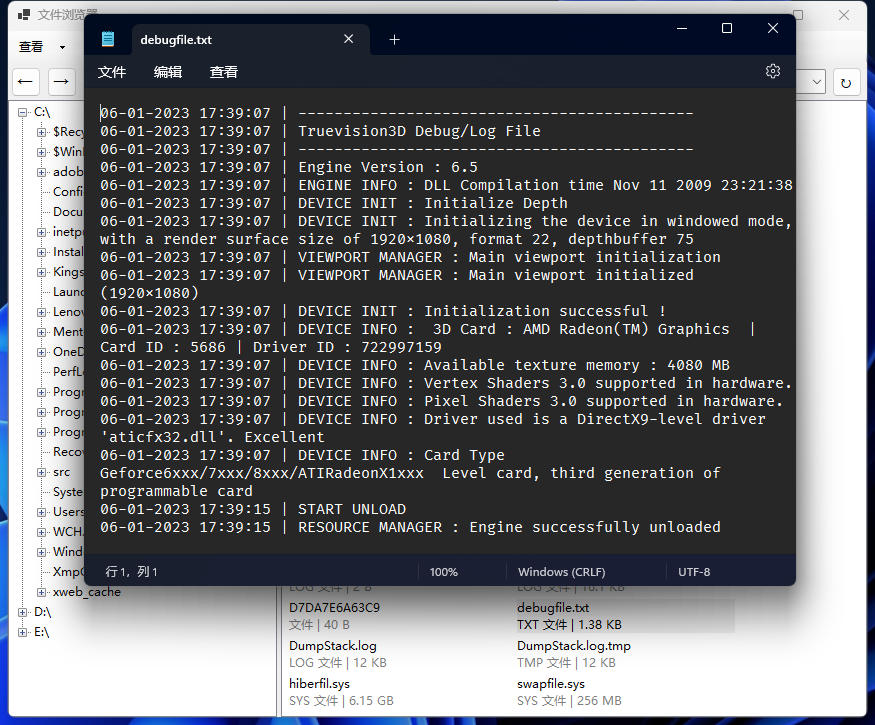 文件浏览器
查看
C:\
$Recy
$Win
adob
Confi
Docu
inetpu
Instal
Kings
Launc
Lenov
Ment
OneD
PerfL
Progr
Progr
Progr
Recov
src
Syste
Users
WCH
Wind
XmpC
xweb_cache
D:\
E:\
debugfile.txt
文件 编辑 查看
06-01-2023 17:39:07 | --------------------------------------------
06-01-2023 17:39:07 | Truevision3D Debug/Log File
06-01-2023 17:39:07 | --------------------------------------------
06-01-2023 17:39:07 | Engine Version : 6.5
06-01-2023 17:39:07 | ENGINE INFO : DLL Compilation time Nov 11 2009 23:21:38
06-01-2023 17:39:07 | DEVICE INIT : Initialize Depth
06-01-2023 17:39:07 | DEVICE INIT : Initializing the device in windowed mode,
with a render surface size of 1920×1080, format 22, depthbuffer 75
06-01-2023 17:39:07 | VIEWPORT MANAGER : Main viewport initialization
06-01-2023 17:39:07 | VIEWPORT MANAGER : Main viewport initialized
(1920×1080)
06-01-2023 17:39:07 | DEVICE INIT : Initialization successful !
06-01-2023 17:39:07 | DEVICE INFO :  3D Card : AMD Radeon(TM) Graphics  |
Card ID : 5686 | Driver ID : 722997159
06-01-2023 17:39:07 | DEVICE INFO : Available texture memory : 4080 MB
06-01-2023 17:39:07 | DEVICE INFO : Vertex Shaders 3.0 supported in hardware.
06-01-2023 17:39:07 | DEVICE INFO : Pixel Shaders 3.0 supported in hardware.
06-01-2023 17:39:07 | DEVICE INFO : Driver used is a DirectX9-level driver
'aticfx32.dll'. Excellent
06-01-2023 17:39:07 | DEVICE INFO : Card Type
Geforce6xxx/7xxx/8xxx/ATIRadeonX1xxx  Level card, third generation of
programmable card
06-01-2023 17:39:15 | START UNLOAD
06-01-2023 17:39:15 | RESOURCE MANAGER : Engine successfully unloaded
行 1, 列 1 100% Windows (CRLF) UTF-8
D7DA7E6A63C9
文件 | 40 B
debugfile.txt
TXT 文件 | 1.38 KB
DumpStack.log
LOG 文件 | 12 KB
DumpStack.log.tmp
TMP 文件 | 12 KB
hiberfil.sys
SYS 文件 | 6.15 GB
swapfile.sys
SYS 文件 | 256 MB